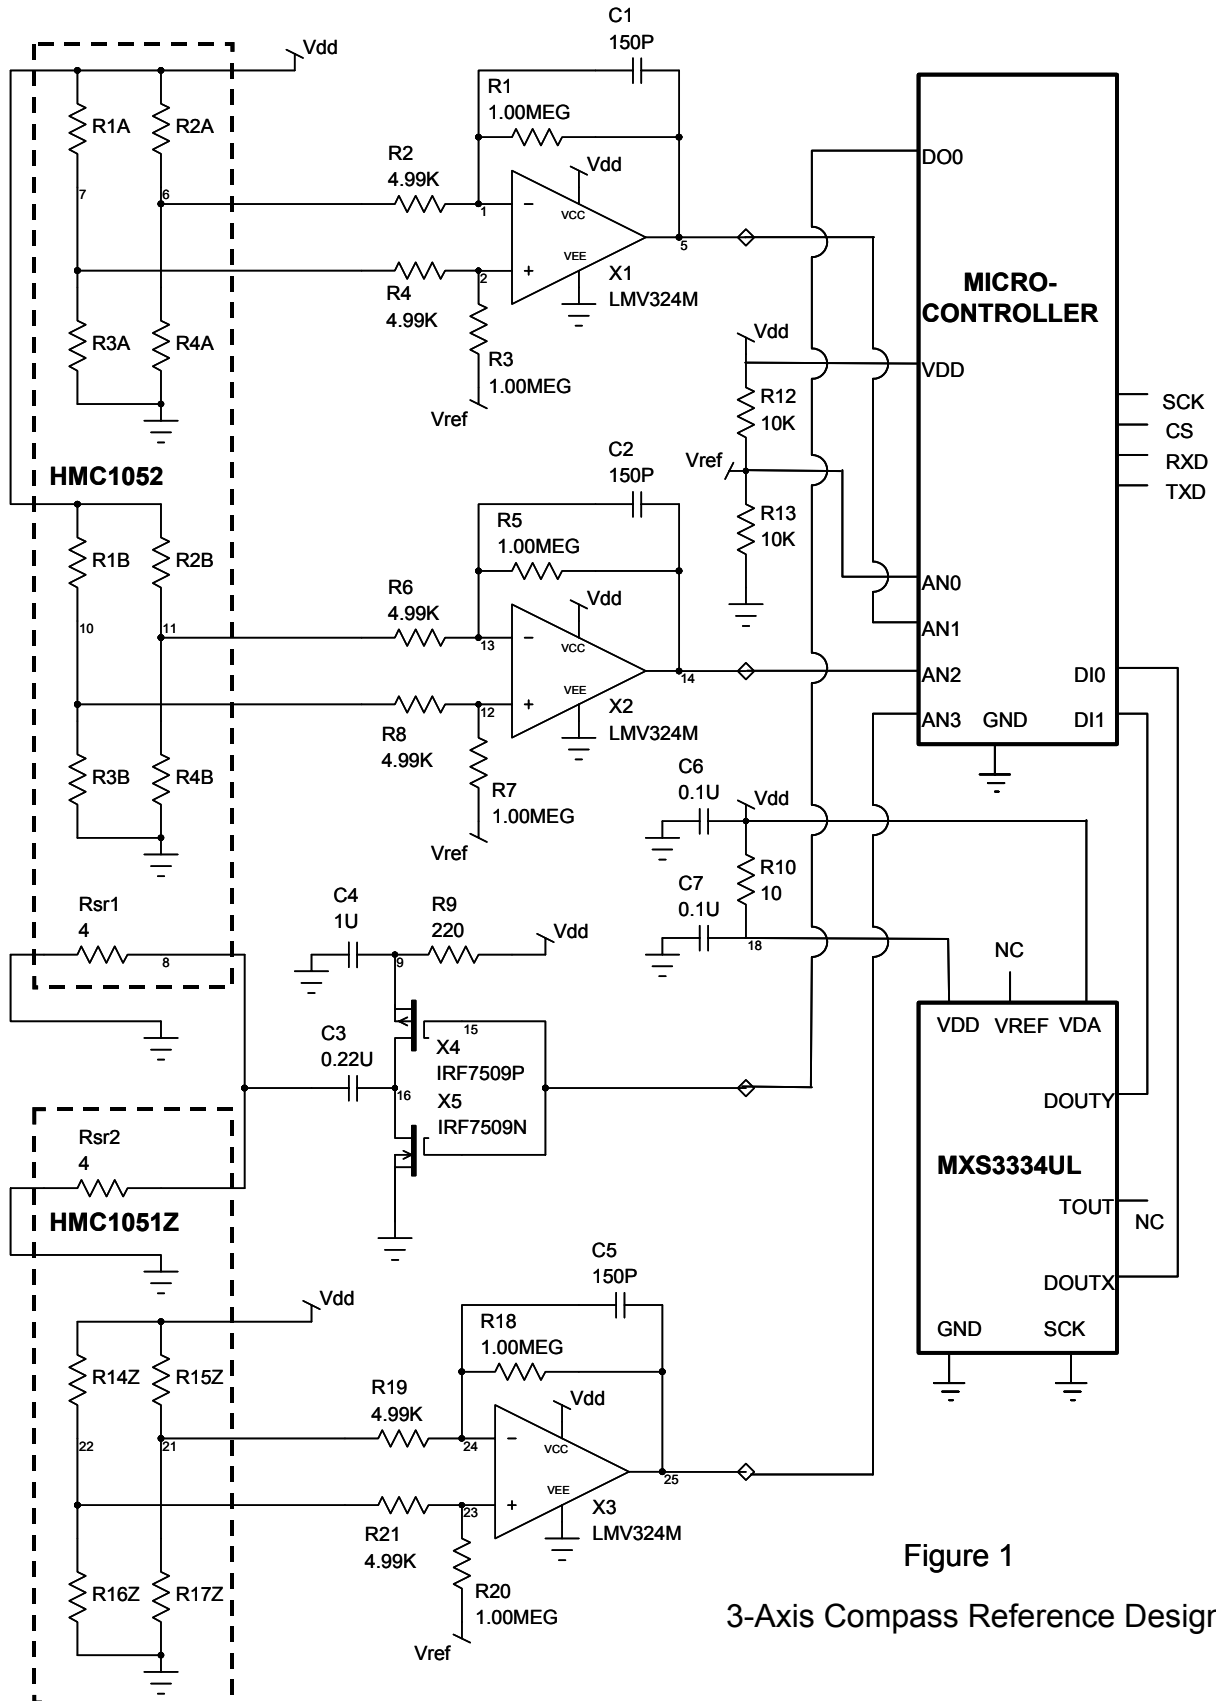 C1
150P
Vdd
R1
1.00MEG
R1A
R2A
R2
4.99K
Vdd
DO0
7
6
1
−
VCC
VEE
+
2
5
X1
LMV324M
R4
4.99K
R3
1.00MEG
Vref
R3A
R4A
MICRO-
CONTROLLER
Vdd
VDD
R12
10K
Vref
R13
10K
SCK
CS
RXD
TXD
HMC1052
C2
150P
R5
1.00MEG
R1B
R2B
R6
4.99K
Vdd
10
11
13
−
VCC
VEE
+
12
14
X2
LMV324M
R8
4.99K
R7
1.00MEG
Vref
R3B
R4B
AN0
AN1
AN2
AN3
GND
DI0
DI1
C6
0.1U
Vdd
R10
10
C7
0.1U
18
Rsr1
4
8
C4
1U
R9
220
Vdd
9
NC
VDD
VREF
VDA
C3
0.22U
15
X4
IRF7509P
16
X5
IRF7509N
DOUTY
MXS3334UL
TOUT
NC
DOUTX
GND
SCK
Rsr2
4
HMC1051Z
Vdd
C5
150P
R18
1.00MEG
R14Z
R15Z
R19
4.99K
Vdd
22
21
24
−
VCC
VEE
+
23
25
X3
LMV324M
R21
4.99K
R20
1.00MEG
Vref
R16Z
R17Z
Figure 1
3-Axis Compass Reference Design